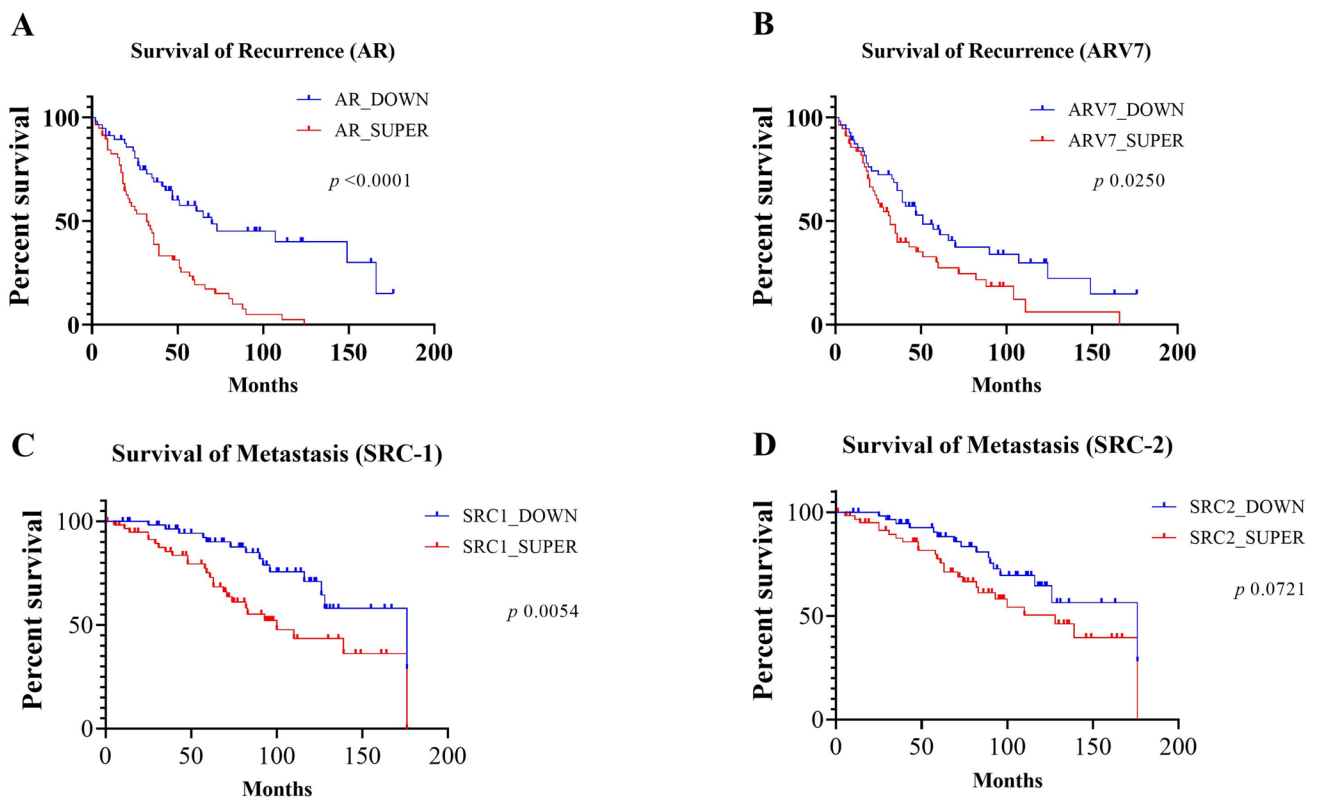 A
Survival of Recurrence (AR)
AR_DOWN
AR_SUPER
p <0.0001
Percent survival
100
50
0
0 50 100 150 200
Months
B
Survival of Recurrence (ARV7)
ARV7_DOWN
ARV7_SUPER
p 0.0250
Percent survival
100
50
0
0 50 100 150 200
Months
C
Survival of Metastasis (SRC-1)
SRC1_DOWN
SRC1_SUPER
p 0.0054
Percent survival
100
50
0
0 50 100 150 200
Months
D
Survival of Metastasis (SRC-2)
SRC2_DOWN
SRC2_SUPER
p 0.0721
Percent survival
100
50
0
0 50 100 150 200
Months